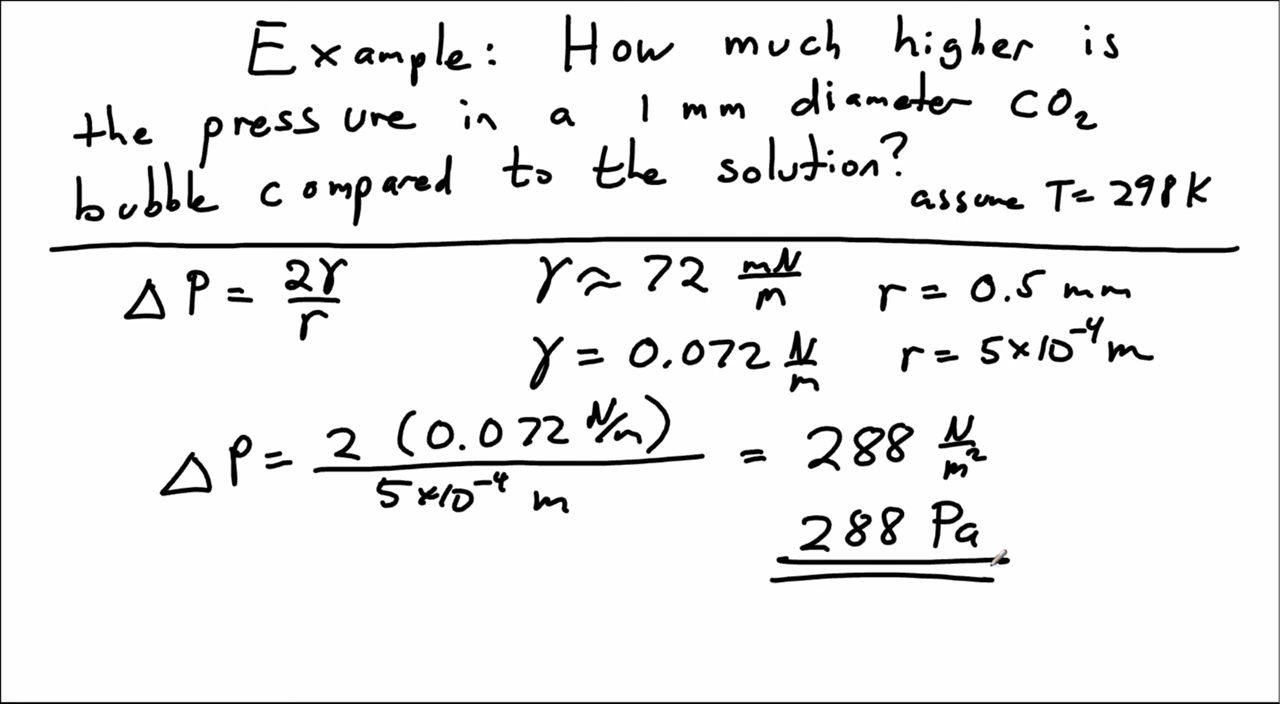 Example: How much higher is
the pressure in a 1 mm diameter CO₂
bubble compared to the solution?
assume T= 298 K
ΔP = 2γ/r
γ ≈ 72 mN/m
r = 0.5 mm
γ = 0.072 N/m
r = 5×10⁻⁴ m
ΔP = 2 (0.072 N/m) / 5×10⁻⁴ m = 288 N/m²
288 Pa